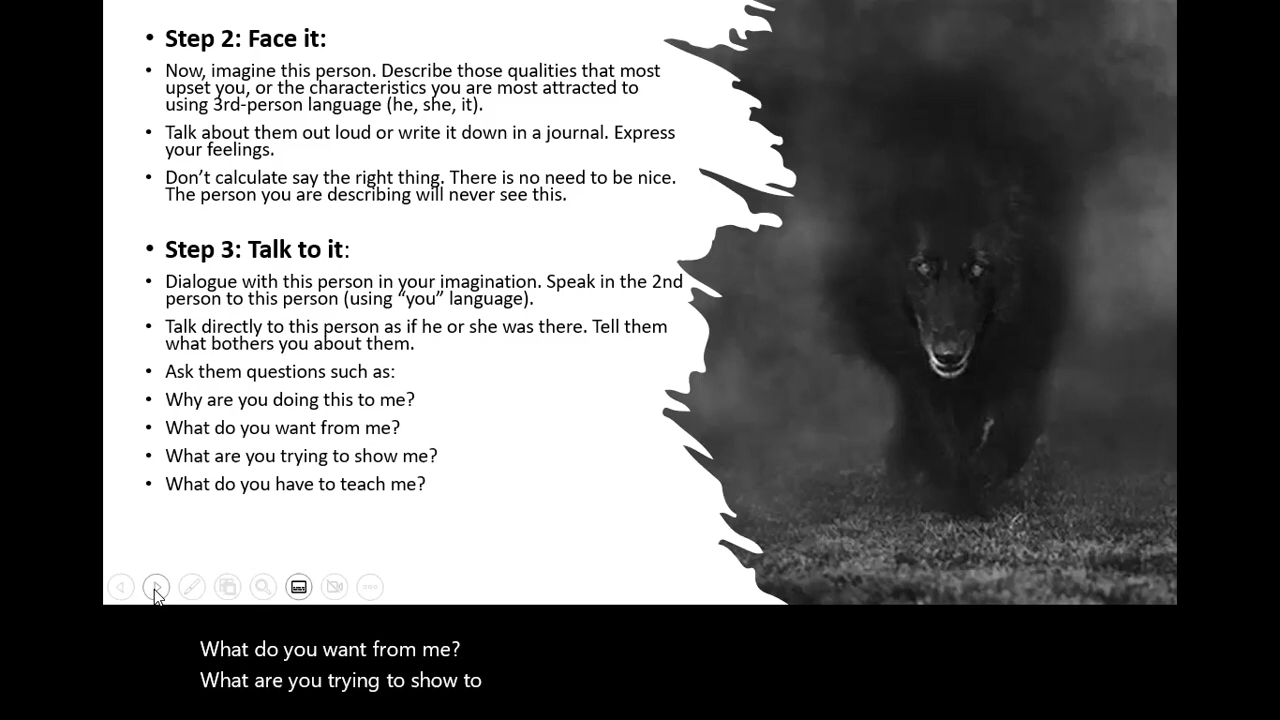 • Step 2: Face it:
• Now, imagine this person. Describe those qualities that most
upset you, or the characteristics you are most attracted to
using 3rd-person language (he, she, it).
• Talk about them out loud or write it down in a journal. Express
your feelings.
• Don’t calculate say the right thing. There is no need to be nice.
The person you are describing will never see this.
• Step 3: Talk to it:
• Dialogue with this person in your imagination. Speak in the 2nd
person to this person (using “you” language).
• Talk directly to this person as if he or she was there. Tell them
what bothers you about them.
• Ask them questions such as:
• Why are you doing this to me?
• What do you want from me?
• What are you trying to show me?
• What do you have to teach me?
What do you want from me?
What are you trying to show to